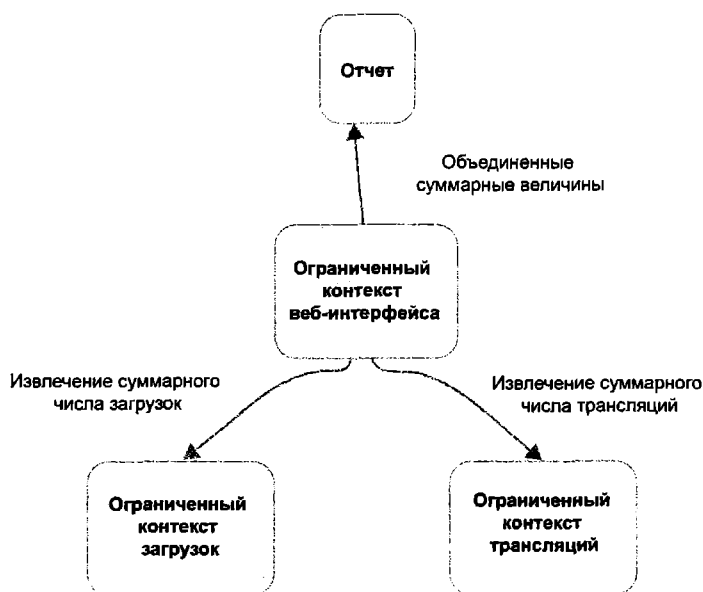 Отчет
Объединенные
суммарные величины
Ограниченный
контекст
веб-интерфейса
Извлечение суммарного
числа загрузок
Извлечение суммарного
числа трансляций
Ограниченный
контекст
загрузок
Ограниченный
контекст
трансляций